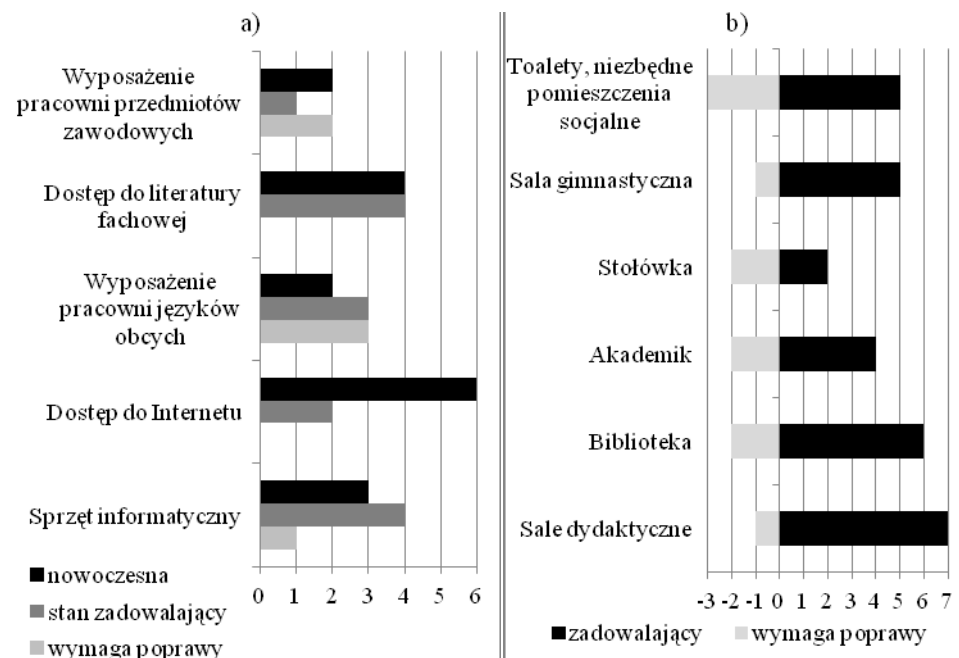 a)
Wyposażenie
pracowni przedmiotów
zawodowych
Dostęp do literatury
fachowej
Wyposażenie
pracowni języków
obcych
Dostęp do Internetu
Sprzęt informatyczny
0 1 2 3 4 5 6
nowoczesna
stan zadowalający
wymaga poprawy
b)
Toalety, niezbędne
pomieszczenia
socjalne
Sala gimnastyczna
Stołówka
Akademik
Biblioteka
Sale dydaktyczne
-3 -2 -1 0 1 2 3 4 5 6 7
zadowalający wymaga poprawy